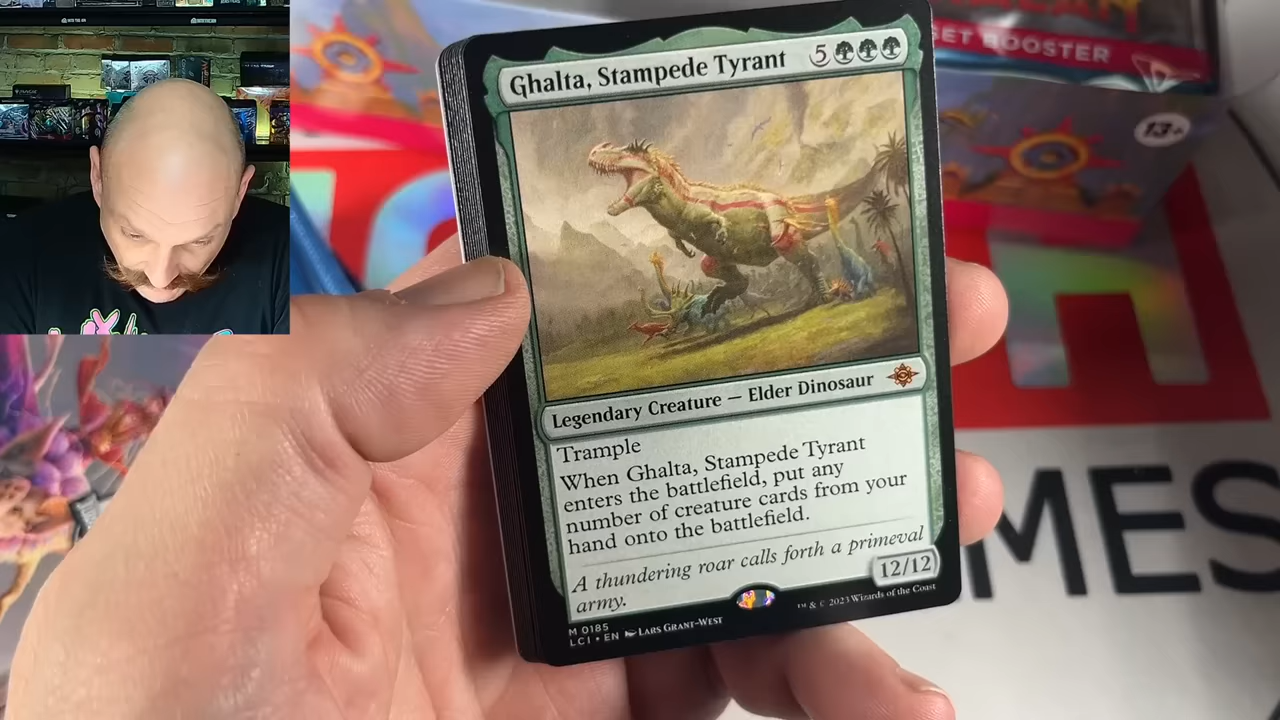 SET BOOSTER
13+
Ghalta, Stampede Tyrant 5
Legendary Creature — Elder Dinosaur
Trample
When Ghalta, Stampede Tyrant
enters the battlefield, put any
number of creature cards from your
hand onto the battlefield.
A thundering roar calls forth a primeval
army.
12/12
M 0185
LCI • EN LARS GRANT-WEST
™ & © 2023 Wizards of the Coast
MES